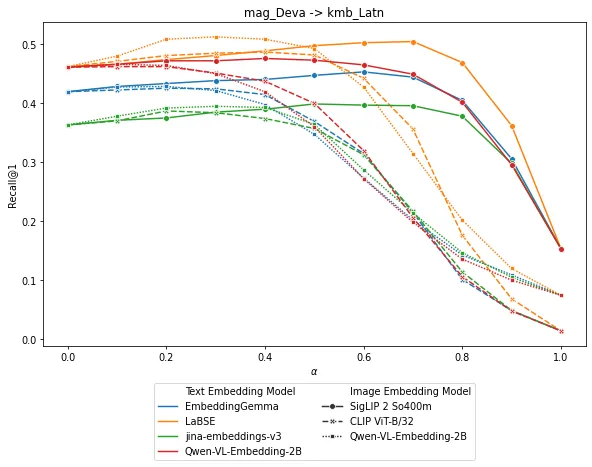 mag_Deva -> kmb_Latn
Recall@1
0.5
0.4
0.3
0.2
0.1
0.0
0.0 0.2 0.4 0.6 0.8 1.0
α
Text Embedding Model Image Embedding Model
EmbeddingGemma SigLIP 2 So400m
LaBSE CLIP ViT-B/32
jina-embeddings-v3 Qwen-VL-Embedding-2B
Qwen-VL-Embedding-2B